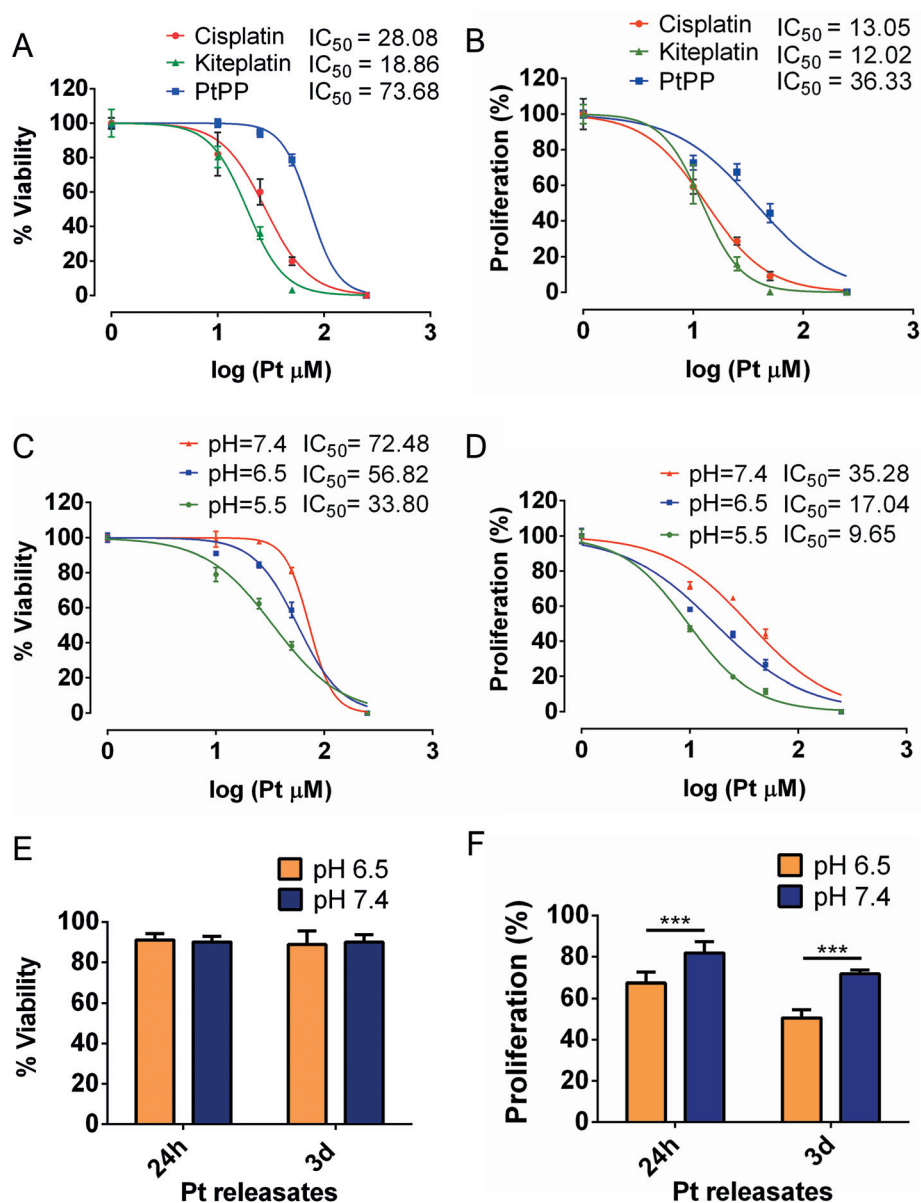 A
Cisplatin IC50 = 28.08
Kiteplatin IC50 = 18.86
PtPP IC50 = 73.68
% Viability
120
100
80
60
40
20
0
0 1 2 3
log (Pt μM)
B
Cisplatin IC50 = 13.05
Kiteplatin IC50 = 12.02
PtPP IC50 = 36.33
Proliferation (%)
120
100
80
60
40
20
0
0 1 2 3
log (Pt μM)
C
pH=7.4 IC50= 72.48
pH=6.5 IC50= 56.82
pH=5.5 IC50= 33.80
% Viability
120
100
80
60
40
20
0
0 1 2 3
log (Pt μM)
D
pH=7.4 IC50= 35.28
pH=6.5 IC50= 17.04
pH=5.5 IC50= 9.65
Proliferation (%)
120
100
80
60
40
20
0
0 1 2 3
log (Pt μM)
E
pH 6.5
pH 7.4
% Viability
100
80
60
40
20
0
24h 3d
Pt releasates
F
pH 6.5
pH 7.4
*** ***
Proliferation (%)
100
80
60
40
80
0
24h 3d
Pt releasates